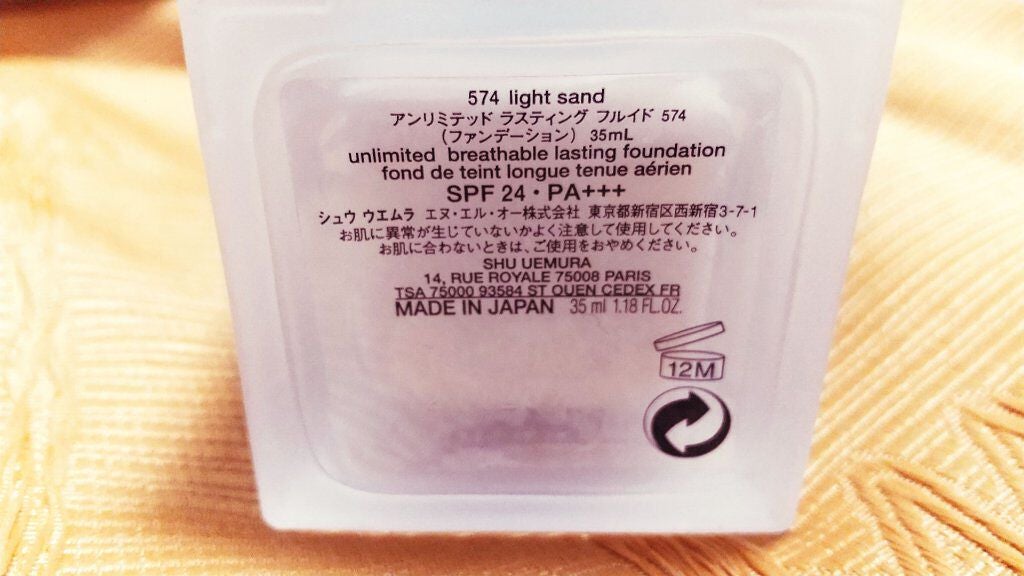 574 light sand
アンリミテッド ラスティング フルイド 574
(ファンデーション) 35mL
unlimited breathable lasting foundation
fond de teint longue tenue aérien
SPF 24・PA+++
シュウ ウエムラ エヌ・エル・オー株式会社 東京都新宿区西新宿3-7-1
お肌に異常が生じていないかよく注意して使用してください。
お肌に合わないときは、ご使用をおやめください。
SHU UEMURA
14, RUE ROYALE 75008 PARIS
TSA 75000 93584 ST OUEN CEDEX FR
MADE IN JAPAN 35 ml 1.18 FL.OZ.
12M